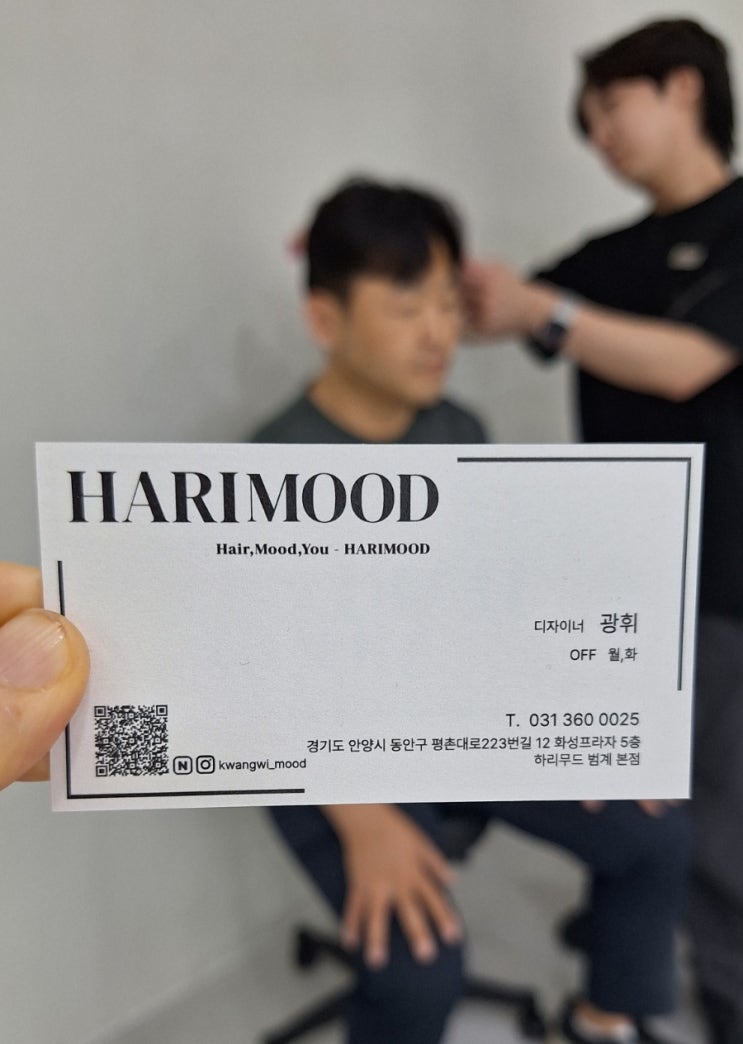 HARIMOOD
Hair,Mood,You - HARIMOOD
디자이너 광휘
OFF 월,화
T. 031 360 0025
경기도 안양시 동안구 평촌대로223번길 12 화성프라자 5층
하리무드 범계 본점
N kwangwi_mood